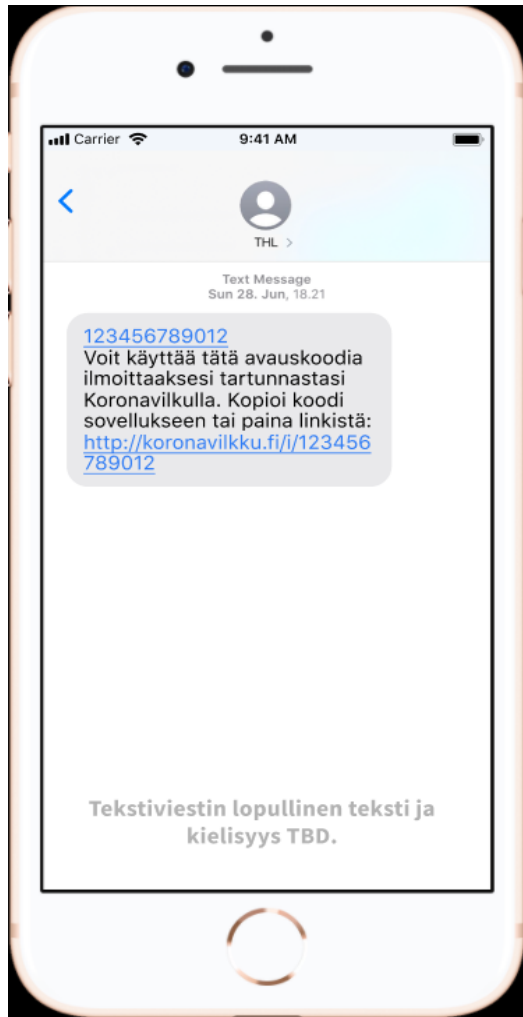 Carrier 9:41 AM
THL >
Text Message
Sun 28. Jun, 18.21
123456789012
Voit käyttää tätä avauskoodia
ilmoittaaksesi tartunnastasi
Koronavilkulla. Kopioi koodi
sovellukseen tai paina linkistä:
http://koronavilkku.fi/i/123456
789012
Tekstiviestin lopullinen teksti ja
kielisyys TBD.